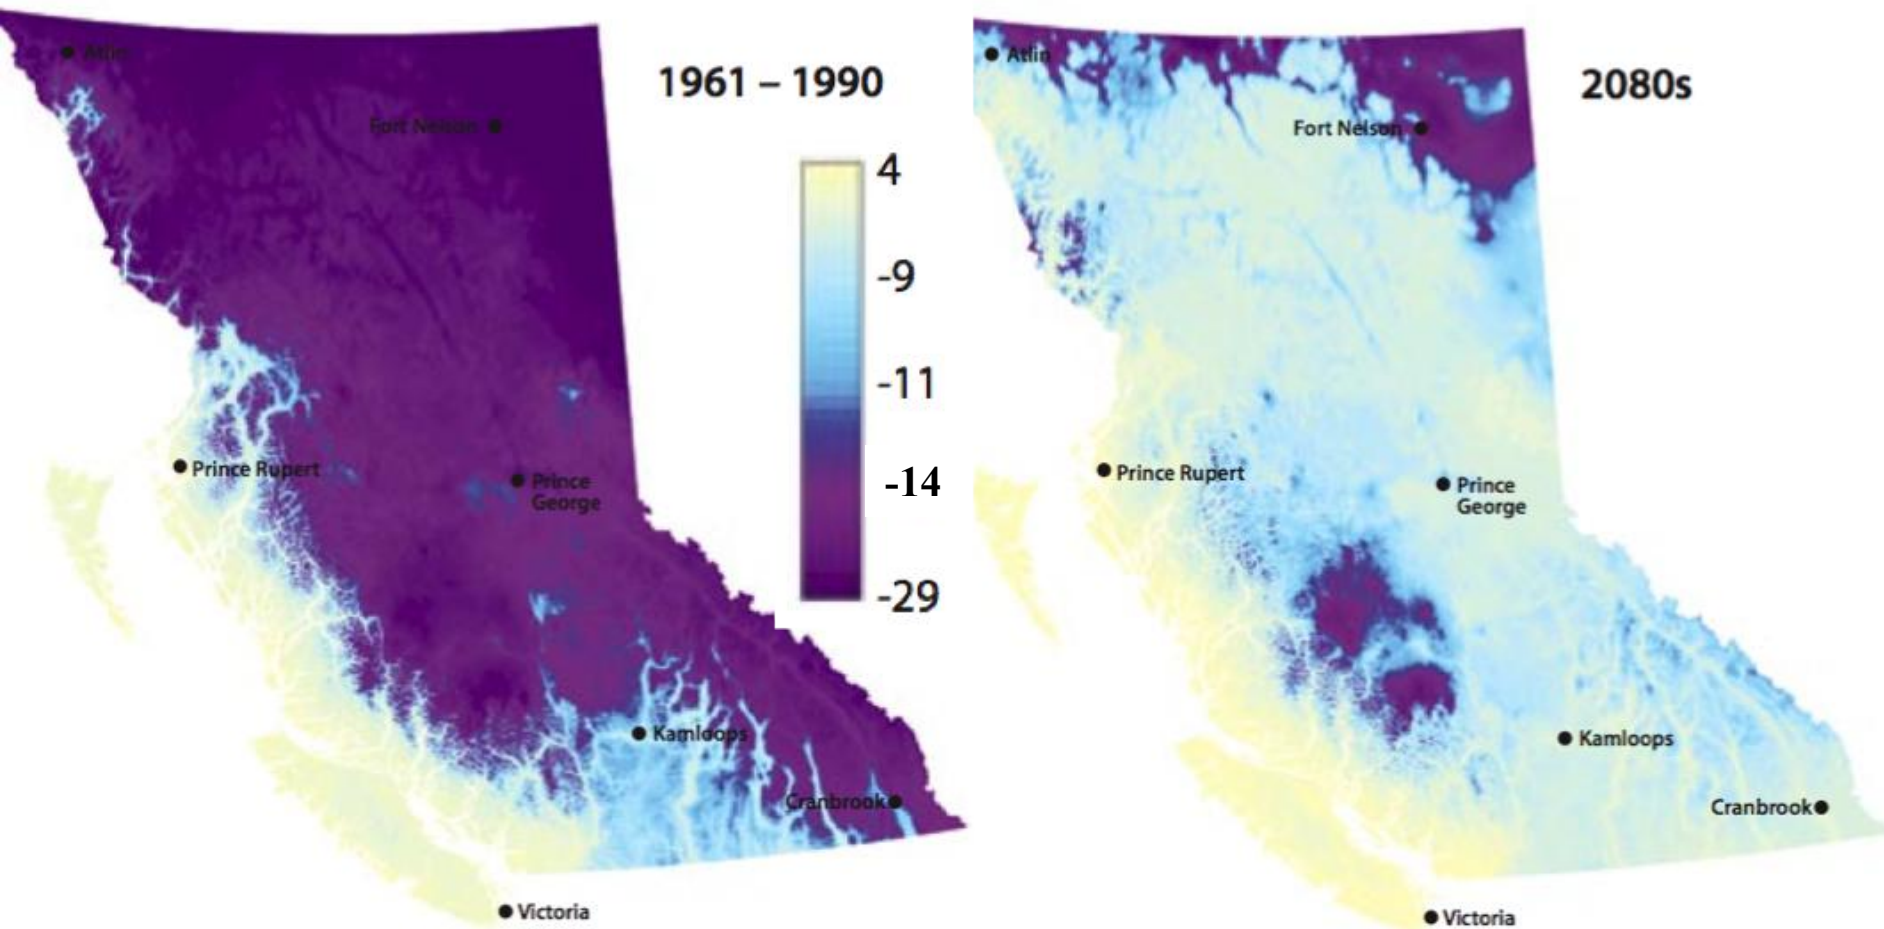 Atlin
Fort Nelson
Prince Rupert
Prince
George
Kamloops
Cranbrook
Victoria
1961 – 1990
4
-9
-11
-14
-29
Atlin
Fort Nelson
Prince Rupert
Prince
George
Kamloops
Cranbrook
Victoria
2080s